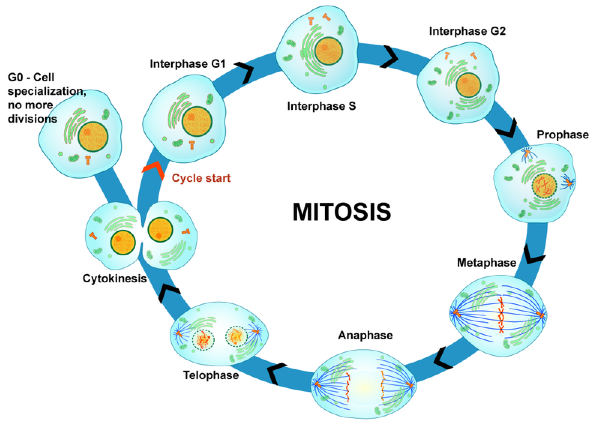 Interphase G2
Interphase G1
G0 - Cell
specialization,
no more
divisions
Interphase S
Prophase
Cycle start
MITOSIS
Metaphase
Cytokinesis
Anaphase
Telophase